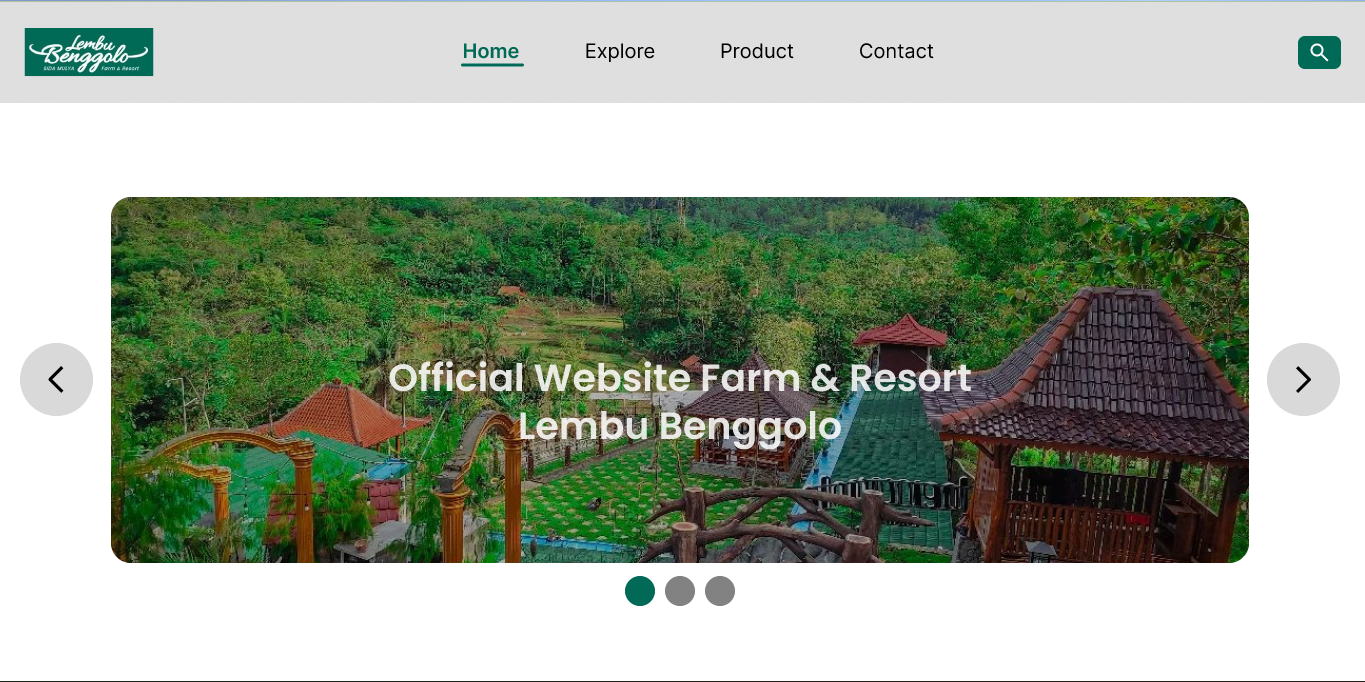 Lembu
Benggolo
SIDA MULYA Farm & Resort
Home
Explore
Product
Contact
Official Website Farm & Resort
Lembu Benggolo